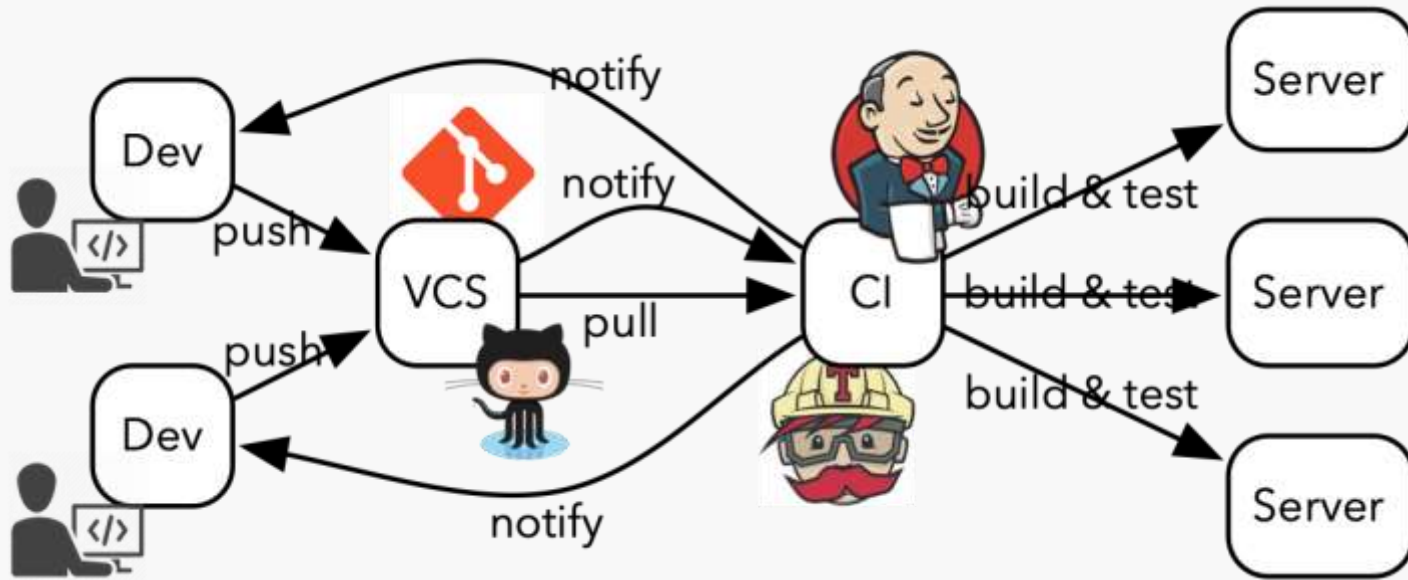 notify
Server
Dev
notify
build & test
push
</>
VCS
CI
build & test
Server
pull
push
T
build & test
Dev
notify
Server
</>